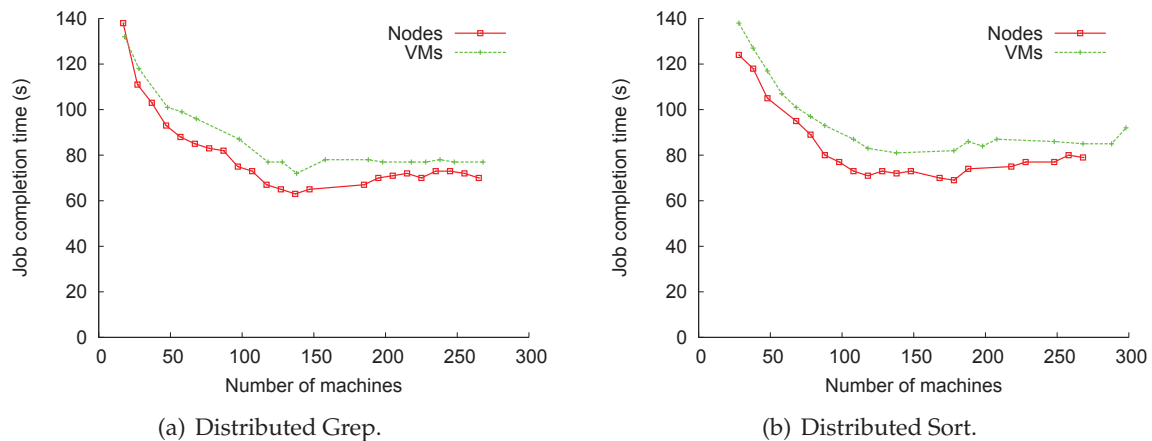 140
120
100
80
60
40
20
0
0 50 100 150 200 250 300
Job completion time (s)
Number of machines
Nodes
VMs
(a) Distributed Grep.
140
120
100
80
60
40
20
0
0 50 100 150 200 250 300
Job completion time (s)
Number of machines
Nodes
VMs
(b) Distributed Sort.